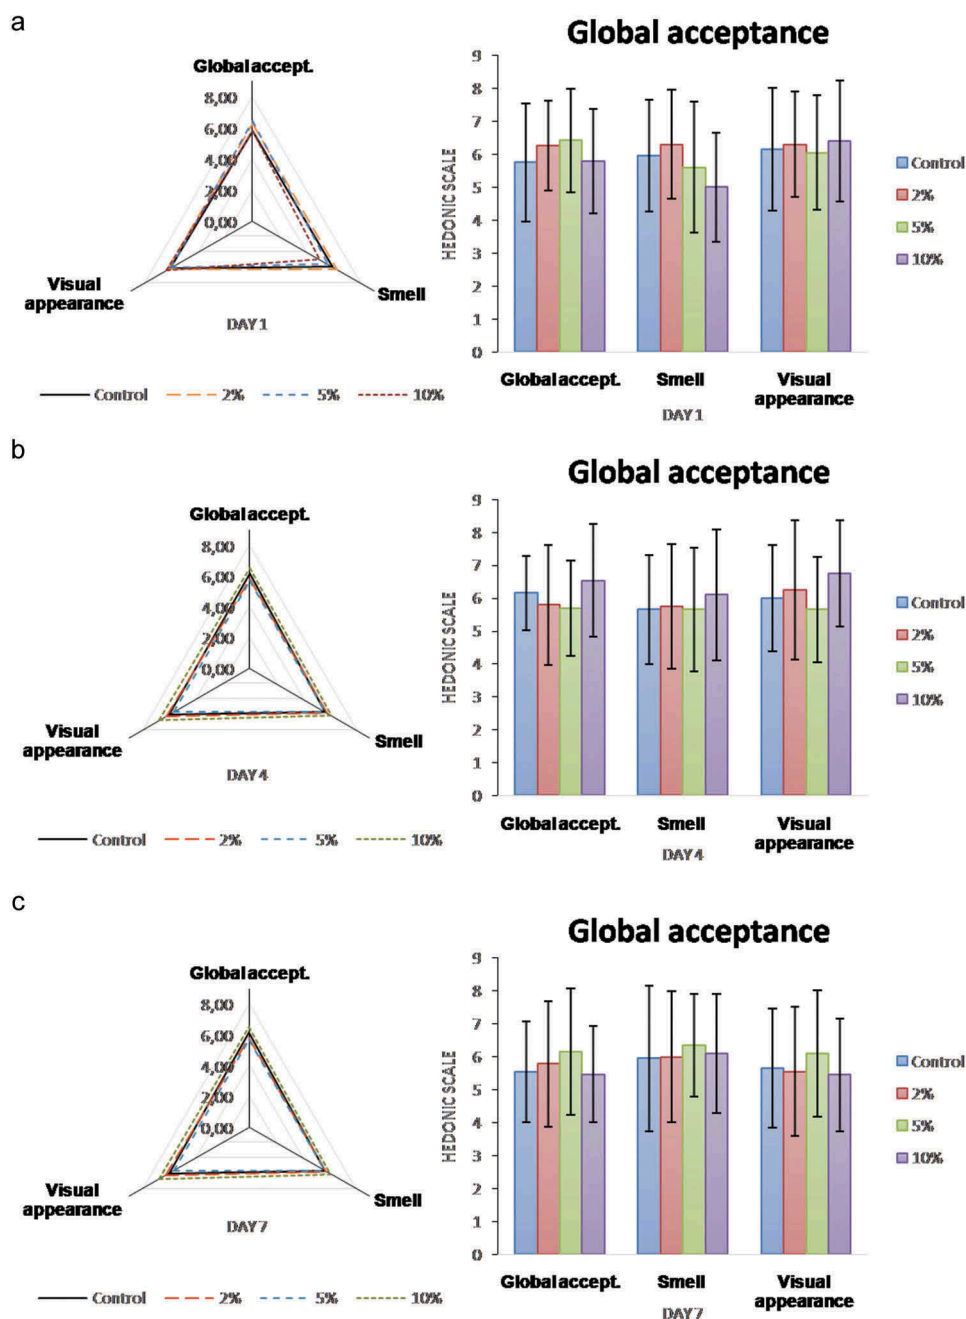 a
Global accept.
8,00
6,00
4,00
2,00
0,00
Visual
appearance
Smell
DAY 1
Control 2% 5% 10%
Global acceptance
9
8
7
6
5
4
3
2
1
0
HEDONIC SCALE
Global accept. Smell Visual
appearance
DAY 1
Control
2%
5%
10%
b
Global accept.
8,00
6,00
4,00
2,00
0,00
Visual
appearance
Smell
DAY 4
Control 2% 5% 10%
Global acceptance
9
8
7
6
5
4
3
2
1
0
HEDONIC SCALE
Global accept. Smell Visual
appearance
DAY 4
Control
2%
5%
10%
c
Global accept.
8,00
6,00
4,00
2,00
0,00
Visual
appearance
Smell
DAY 7
Control 2% 5% 10%
Global acceptance
9
8
7
6
5
4
3
2
1
0
HEDONIC SCALE
Global accept. Smell Visual
appearance
DAY 7
Control
2%
5%
10%